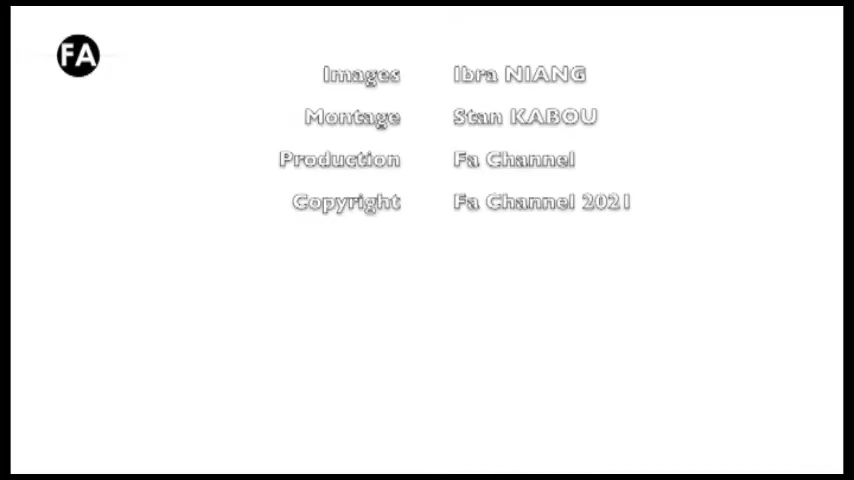 FA
Images Ibra NIANG
Montage Stan KABOU
Production Fa Channel
Copyright Fa Channel 2021